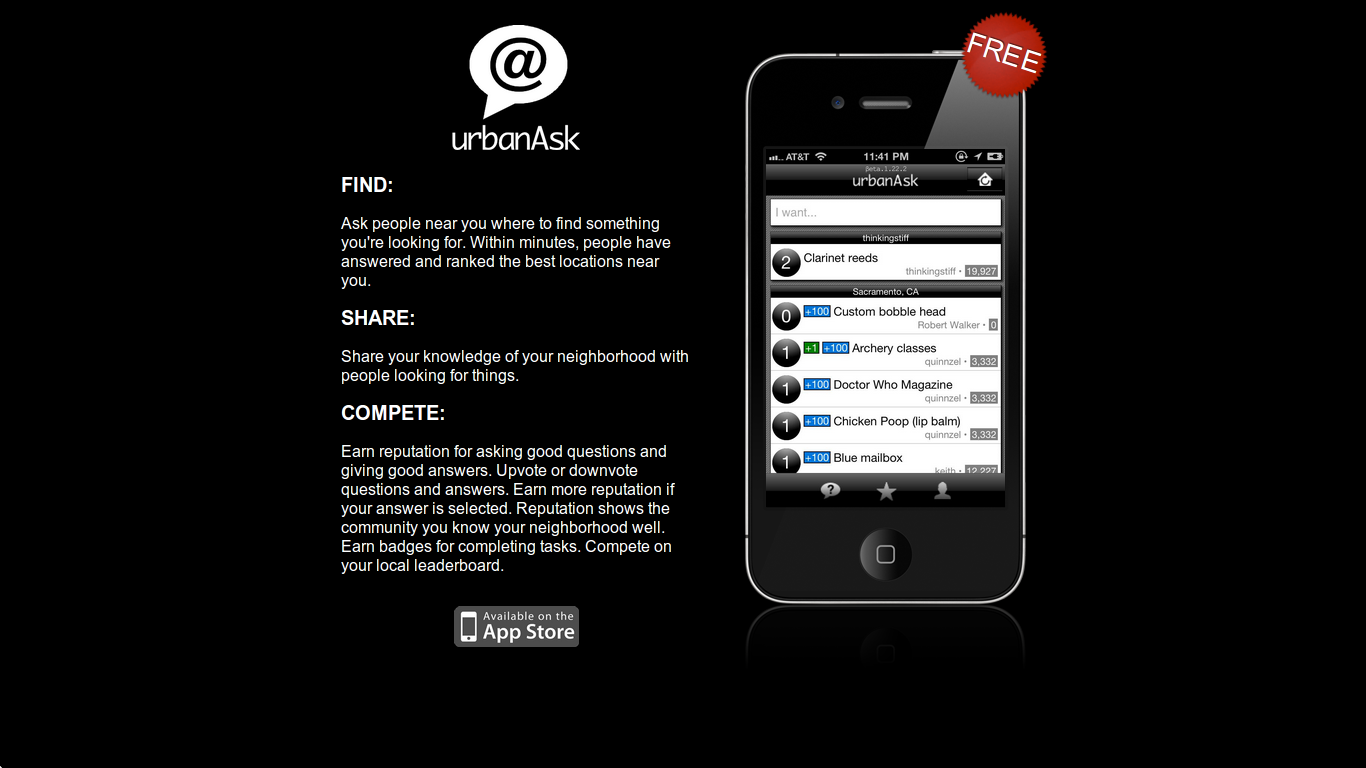 @
urbanAsk
FIND:
Ask people near you where to find something
you're looking for. Within minutes, people have
answered and ranked the best locations near
you.
SHARE:
Share your knowledge of your neighborhood with
people looking for things.
COMPETE:
Earn reputation for asking good questions and
giving good answers. Upvote or downvote
questions and answers. Earn more reputation if
your answer is selected. Reputation shows the
community you know your neighborhood well.
Earn badges for completing tasks. Compete on
your local leaderboard.
Available on the
App Store
FREE
AT&T 11:41 PM
βeta.1.22.2
urbanAsk
I want...
thinkingstiff
2 Clarinet reeds
thinkingstiff • 19,927
Sacramento, CA
0 +100 Custom bobble head
Robert Walker • 0
1 +1 +100 Archery classes
quinnzel • 3,332
1 +100 Doctor Who Magazine
quinnzel • 3,332
1 +100 Chicken Poop (lip balm)
quinnzel • 3,332
1 +100 Blue mailbox
keith • 12,227
?